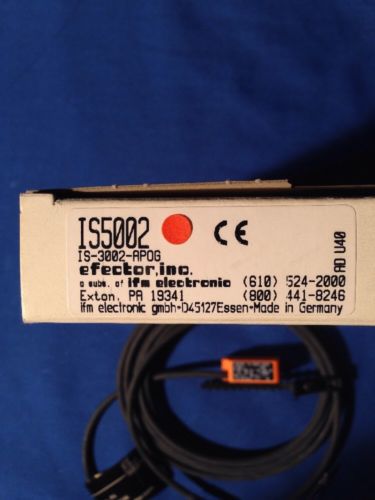 IS5002 CE
IS-3002-APOG
efector,inc.
a subs. of ifm electronic (610) 524-2000
Exton, PA 19341 (800) 441-8246
ifm electronic gmbh•D45127Essen•Made in Germany
AD U40